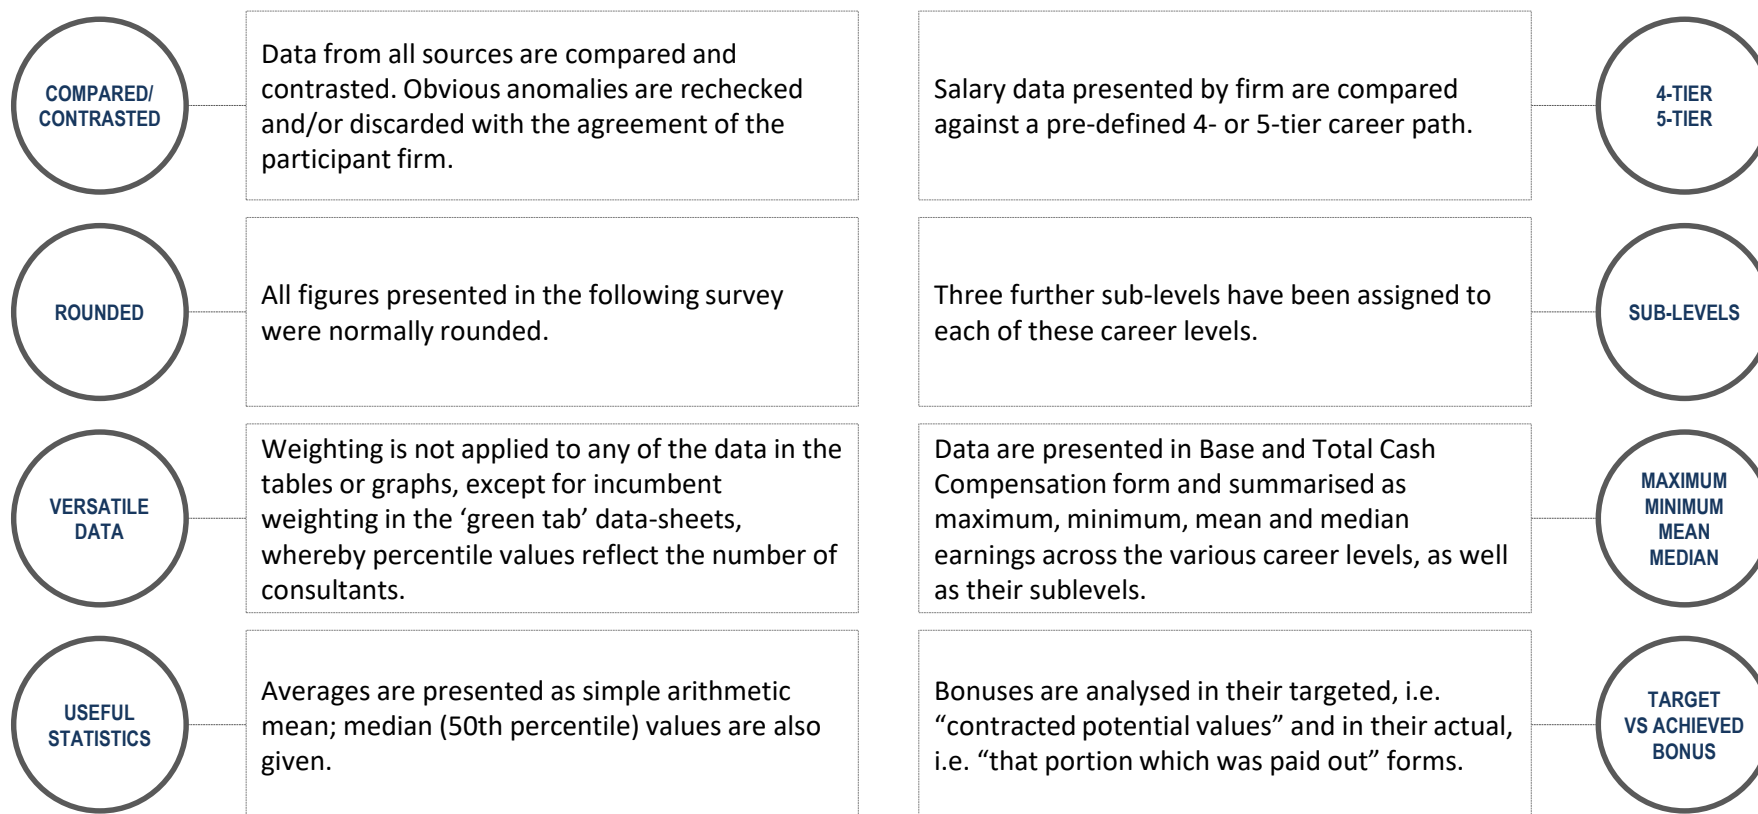 COMPARED/
CONTRASTED
Data from all sources are compared and
contrasted. Obvious anomalies are rechecked
and/or discarded with the agreement of the
participant firm.
Salary data presented by firm are compared
against a pre-defined 4- or 5-tier career path.
4-TIER
5-TIER
ROUNDED
All figures presented in the following survey
were normally rounded.
Three further sub-levels have been assigned to
each of these career levels.
SUB-LEVELS
VERSATILE
DATA
Weighting is not applied to any of the data in the
tables or graphs, except for incumbent
weighting in the ‘green tab’ data-sheets,
whereby percentile values reflect the number of
consultants.
Data are presented in Base and Total Cash
Compensation form and summarised as
maximum, minimum, mean and median
earnings across the various career levels, as well
as their sublevels.
MAXIMUM
MINIMUM
MEAN
MEDIAN
USEFUL
STATISTICS
Averages are presented as simple arithmetic
mean; median (50th percentile) values are also
given.
Bonuses are analysed in their targeted, i.e.
“contracted potential values” and in their actual,
i.e. “that portion which was paid out” forms.
TARGET
VS ACHIEVED
BONUS